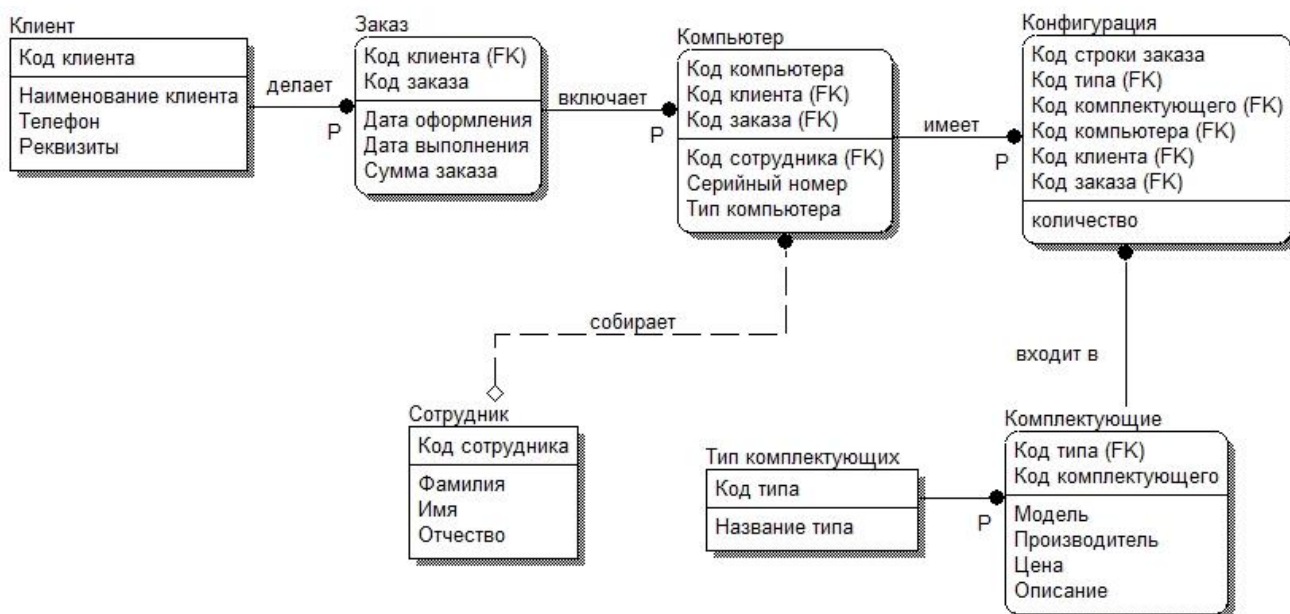 Клиент
Код клиента
Наименование клиента
Телефон
Реквизиты
делает
P
Заказ
Код клиента (FK)
Код заказа
Дата оформления
Дата выполнения
Сумма заказа
включает
P
Компьютер
Код компьютера
Код клиента (FK)
Код заказа (FK)
Код сотрудника (FK)
Серийный номер
Тип компьютера
имеет
P
Конфигурация
Код строки заказа
Код типа (FK)
Код комплектующего (FK)
Код компьютера (FK)
Код клиента (FK)
Код заказа (FK)
количество
собирает
входит в
Сотрудник
Код сотрудника
Фамилия
Имя
Отчество
Тип комплектующих
Код типа
Название типа
P
Комплектующие
Код типа (FK)
Код комплектующего
Модель
Производитель
Цена
Описание